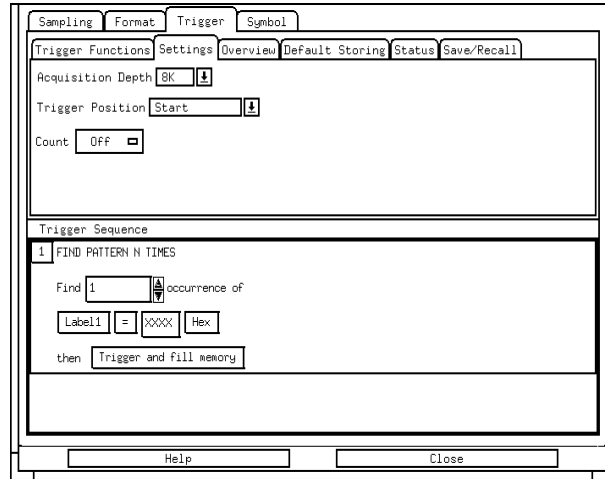 Sampling Format Trigger Symbol
Trigger Functions Settings Overview Default Storing Status Save/Recall
Acquisition Depth 8K
Trigger Position Start
Count Off
Trigger Sequence
1 FIND PATTERN N TIMES
Find 1 occurrence of
Label1 = XXXX Hex
then Trigger and fill memory
Help Close